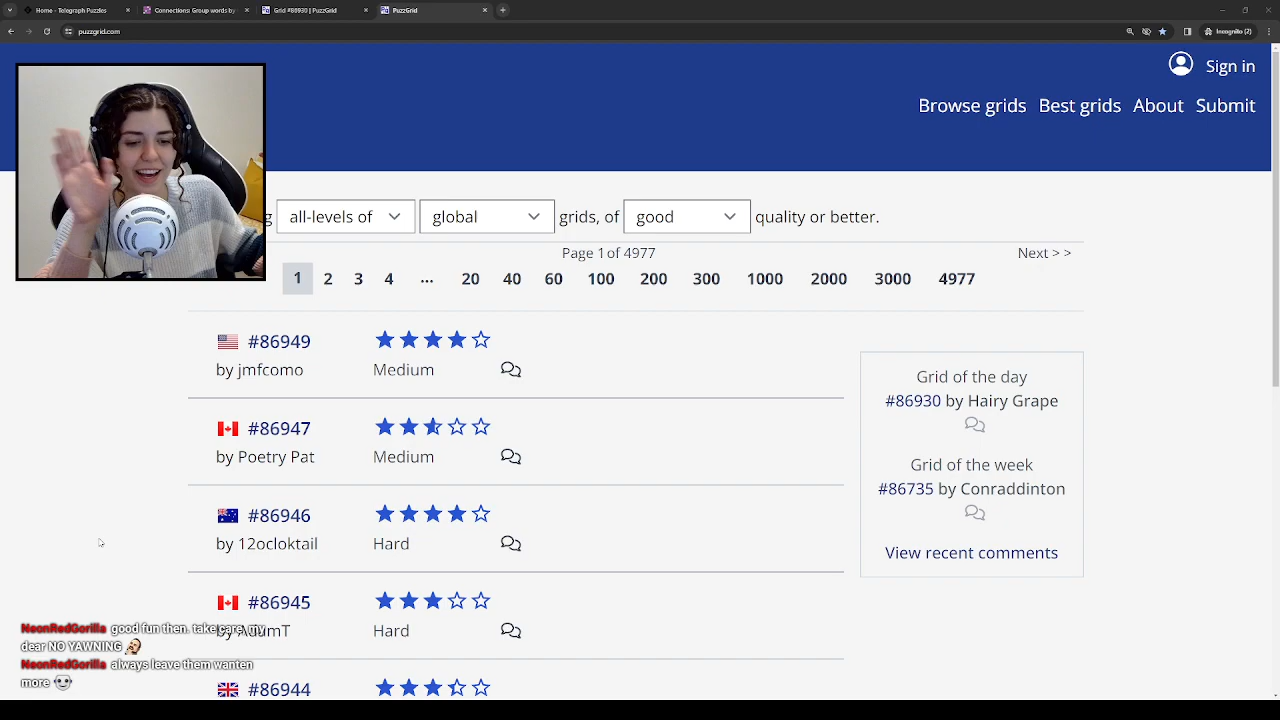 Home - Telegraph Puzzles
Connections: Group words by
Grid #86930 | PuzzGrid
PuzzGrid
puzzgrid.com
Incognito (2)
Sign in
Browse grids Best grids About Submit
all-levels of global grids, of good quality or better.
Page 1 of 4977
Next > >
1 2 3 4 ... 20 40 60 100 200 300 1000 2000 3000 4977
#86949
by jmfcomo Medium
#86947
by Poetry Pat Medium
#86946
by 12ocloktail Hard
#86945
Hard
#86944
Grid of the day
#86930 by Hairy Grape
Grid of the week
#86735 by Conraddinton
View recent comments
NeonRedGorilla good fun then. take care my
dear NO YAWNING
NeonRedGorilla always leave them wanten
more